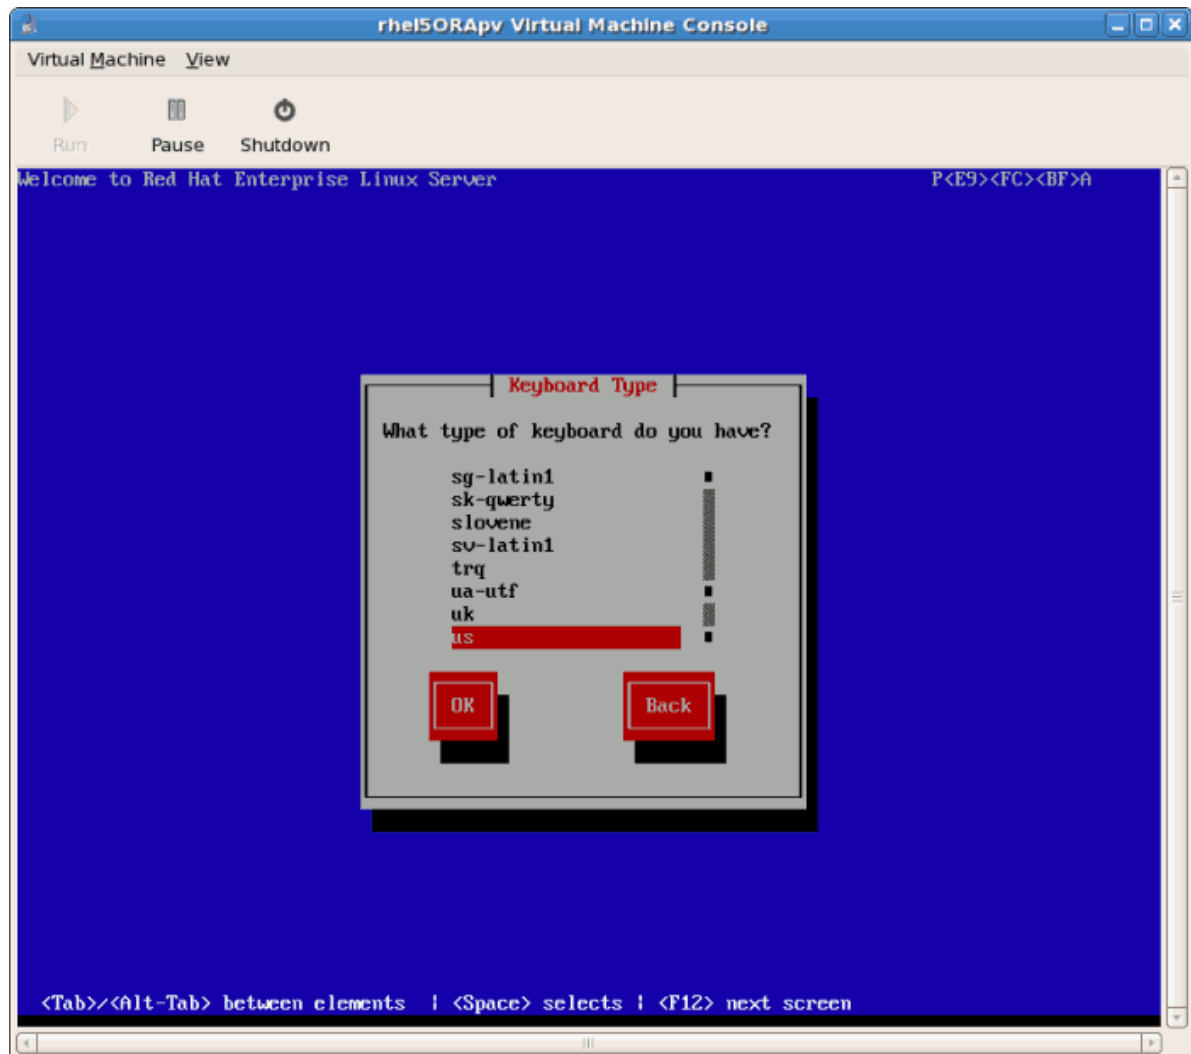 rhel5ORApv Virtual Machine Console
Virtual Machine View
Run Pause Shutdown
Welcome to Red Hat Enterprise Linux Server P<E9><FC><BF>A
Keyboard Type
What type of keyboard do you have?
sg-latin1
sk-qwerty
slovene
sv-latin1
trq
ua-utf
uk
us
OK Back
<Tab>/<Alt-Tab> between elements | <Space> selects | <F12> next screen